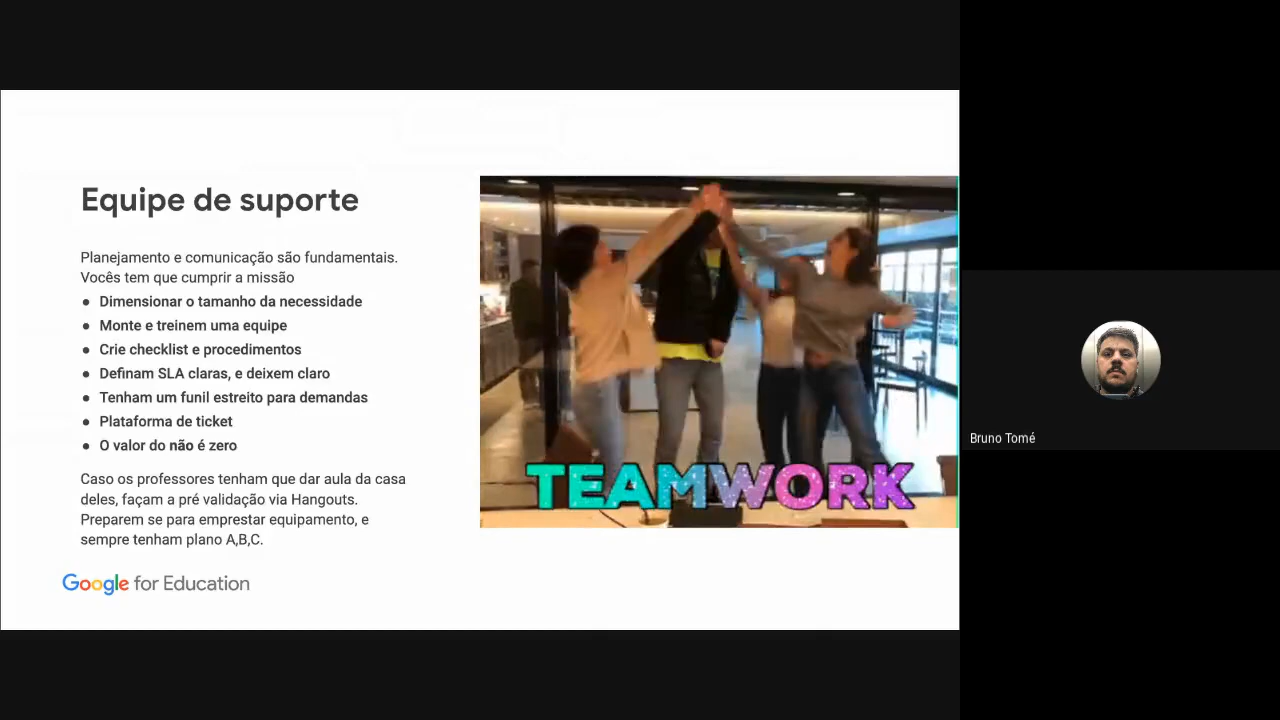 Equipe de suporte
Planejamento e comunicação são fundamentais.
Vocês tem que cumprir a missão
● Dimensionar o tamanho da necessidade
● Monte e treinem uma equipe
● Crie checklist e procedimentos
● Definam SLA claras, e deixem claro
● Tenham um funil estreito para demandas
● Plataforma de ticket
● O valor do não é zero
Caso os professores tenham que dar aula da casa
deles, façam a pré validação via Hangouts.
Preparem se para emprestar equipamento, e
sempre tenham plano A,B,C.
Google for Education
TEAMWORK
Bruno Tomé